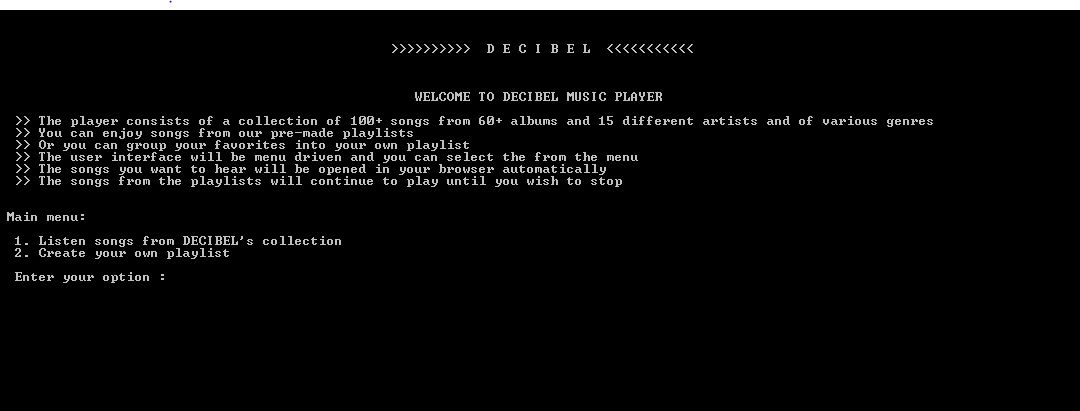 >>>>>>>>>> D E C I B E L <<<<<<<<<<<
WELCOME TO DECIBEL MUSIC PLAYER
>> The player consists of a collection of 100+ songs from 60+ albums and 15 different artists and of various genres
>> You can enjoy songs from our pre-made playlists
>> Or you can group your favorites into your own playlist
>> The user interface will be menu driven and you can select the from the menu
>> The songs you want to hear will be opened in your browser automatically
>> The songs from the playlists will continue to play until you wish to stop
Main menu:
1. Listen songs from DECIBEL's collection
2. Create your own playlist
Enter your option :